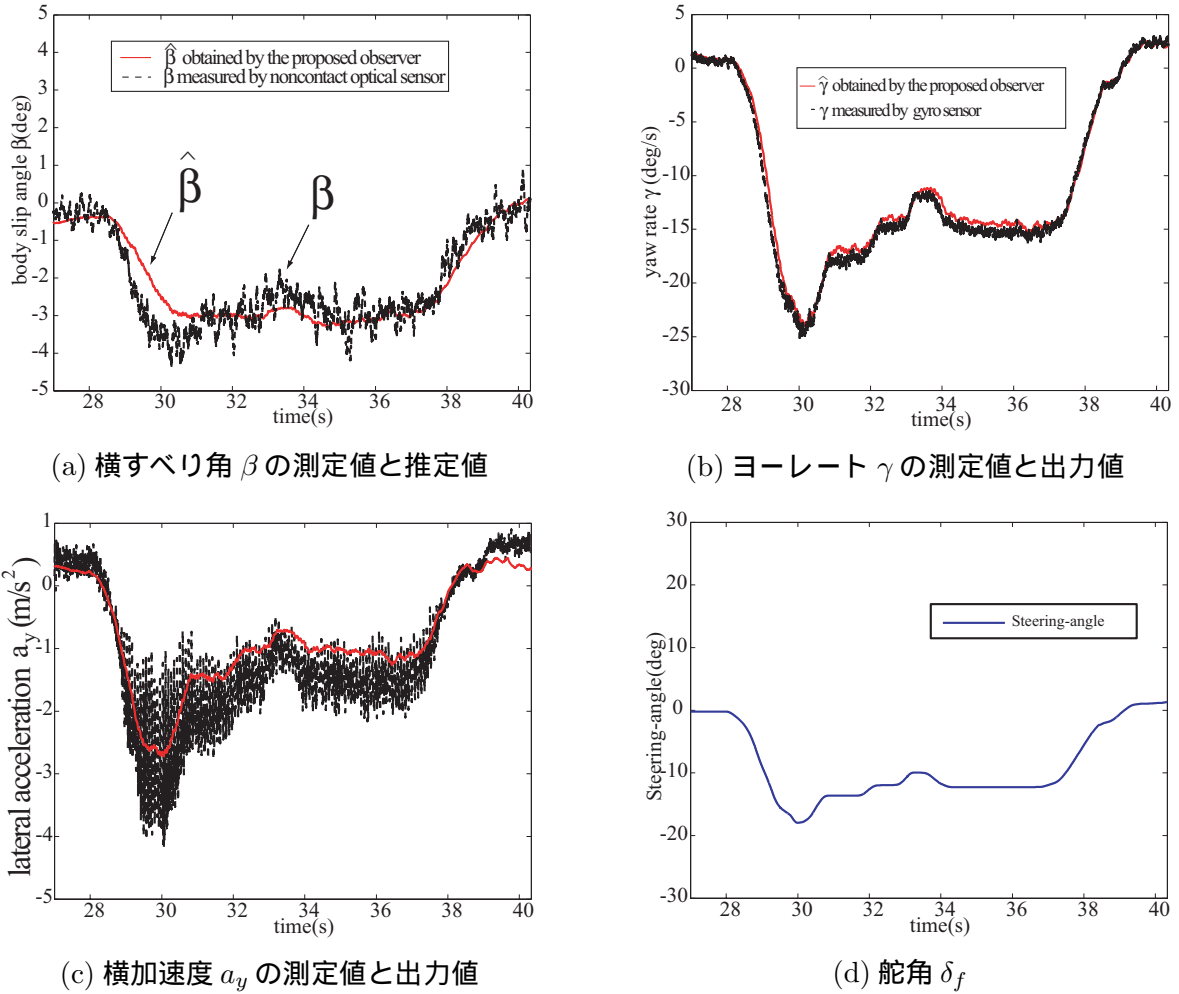 5
4
3
2
1
0
-1
-2
-3
-4
-5
body slip angle β(deg)
β̂ obtained by the proposed observer
β measured by noncontact optical sensor
β̂
β
28 30 32 34 36 38 40
time(s)
(a) 横すべり角 β の測定値と推定値
5
0
-5
-10
-15
-20
-25
-30
yaw rate γ (deg/s)
γ̂ obtained by the proposed observer
γ measured by gyro sensor
28 30 32 34 36 38 40
time(s)
(b) ヨーレート γ の測定値と出力値
1
0
-1
-2
-3
-4
-5
lateral acceleration a_y (m/s²)
28 30 32 34 36 38 40
time(s)
(c) 横加速度 a_y の測定値と出力値
30
20
10
0
-10
-20
-30
Steering-angle(deg)
Steering-angle
28 30 32 34 36 38 40
time(s)
(d) 舵角 δ_f